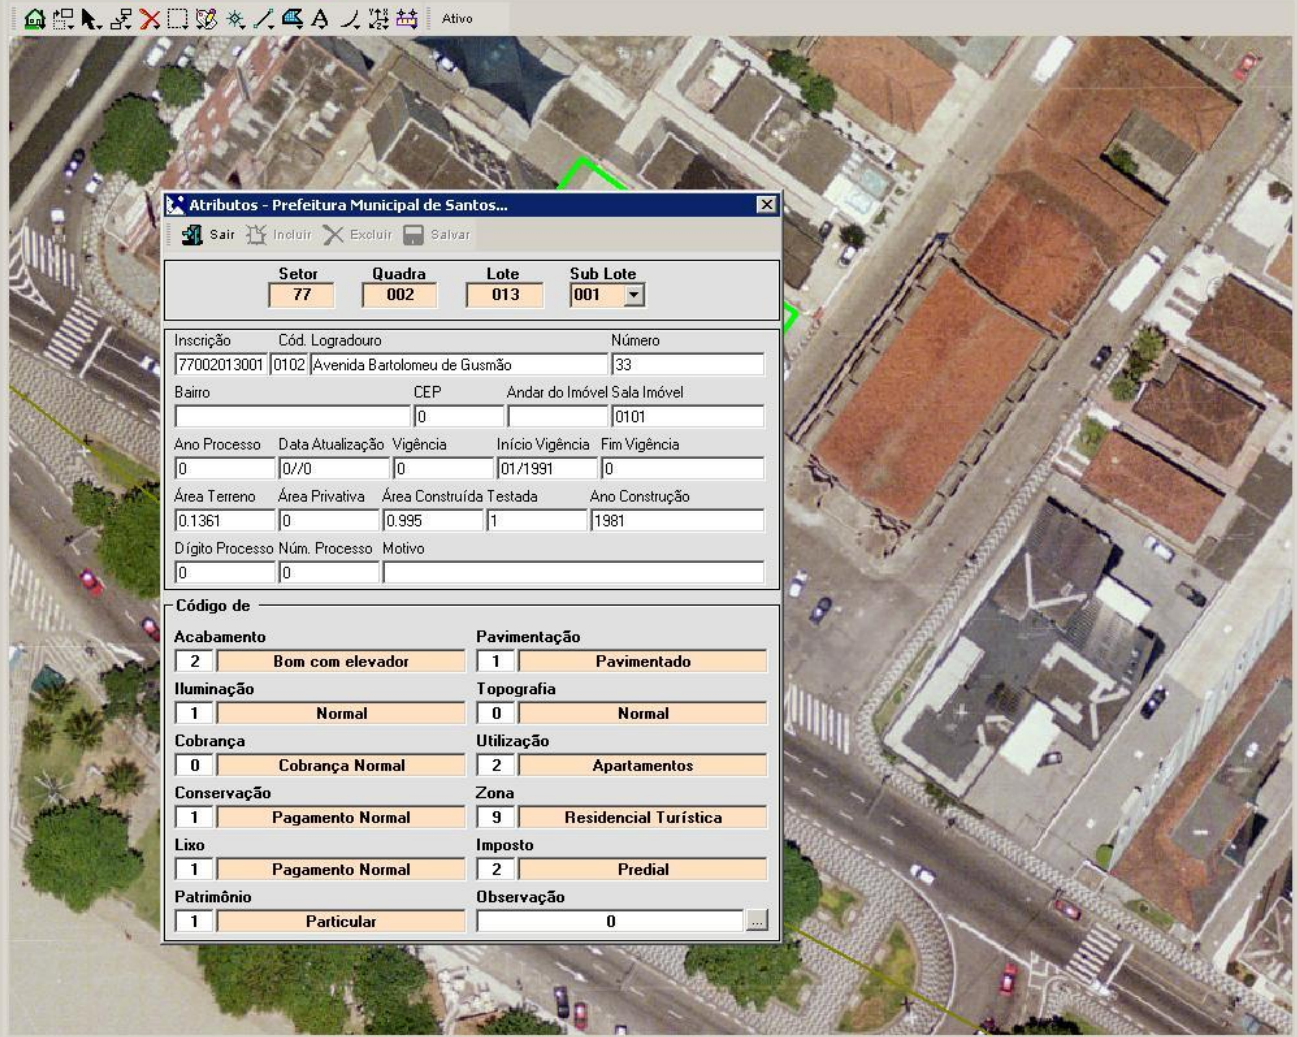 Ativo
Atributos - Prefeitura Municipal de Santos...
Sair Incluir Excluir Salvar
Setor Quadra Lote Sub Lote
77 002 013 001
Inscrição Cód. Logradouro Número
77002013001 0102 Avenida Bartolomeu de Gusmão 33
Bairro CEP Andar do Imóvel Sala Imóvel
0 0101
Ano Processo Data Atualização Vigência Início Vigência Fim Vigência
0 0//0 0 01/1991 0
Área Terreno Área Privativa Área Construída Testada Ano Construção
0.1361 0 0.995 1 1981
Dígito Processo Núm. Processo Motivo
0 0
Código de
Acabamento Pavimentação
2 Bom com elevador 1 Pavimentado
Iluminação Topografia
1 Normal 0 Normal
Cobrança Utilização
0 Cobrança Normal 2 Apartamentos
Conservação Zona
1 Pagamento Normal 9 Residencial Turística
Lixo Imposto
1 Pagamento Normal 2 Predial
Patrimônio Observação
1 Particular 0 ...